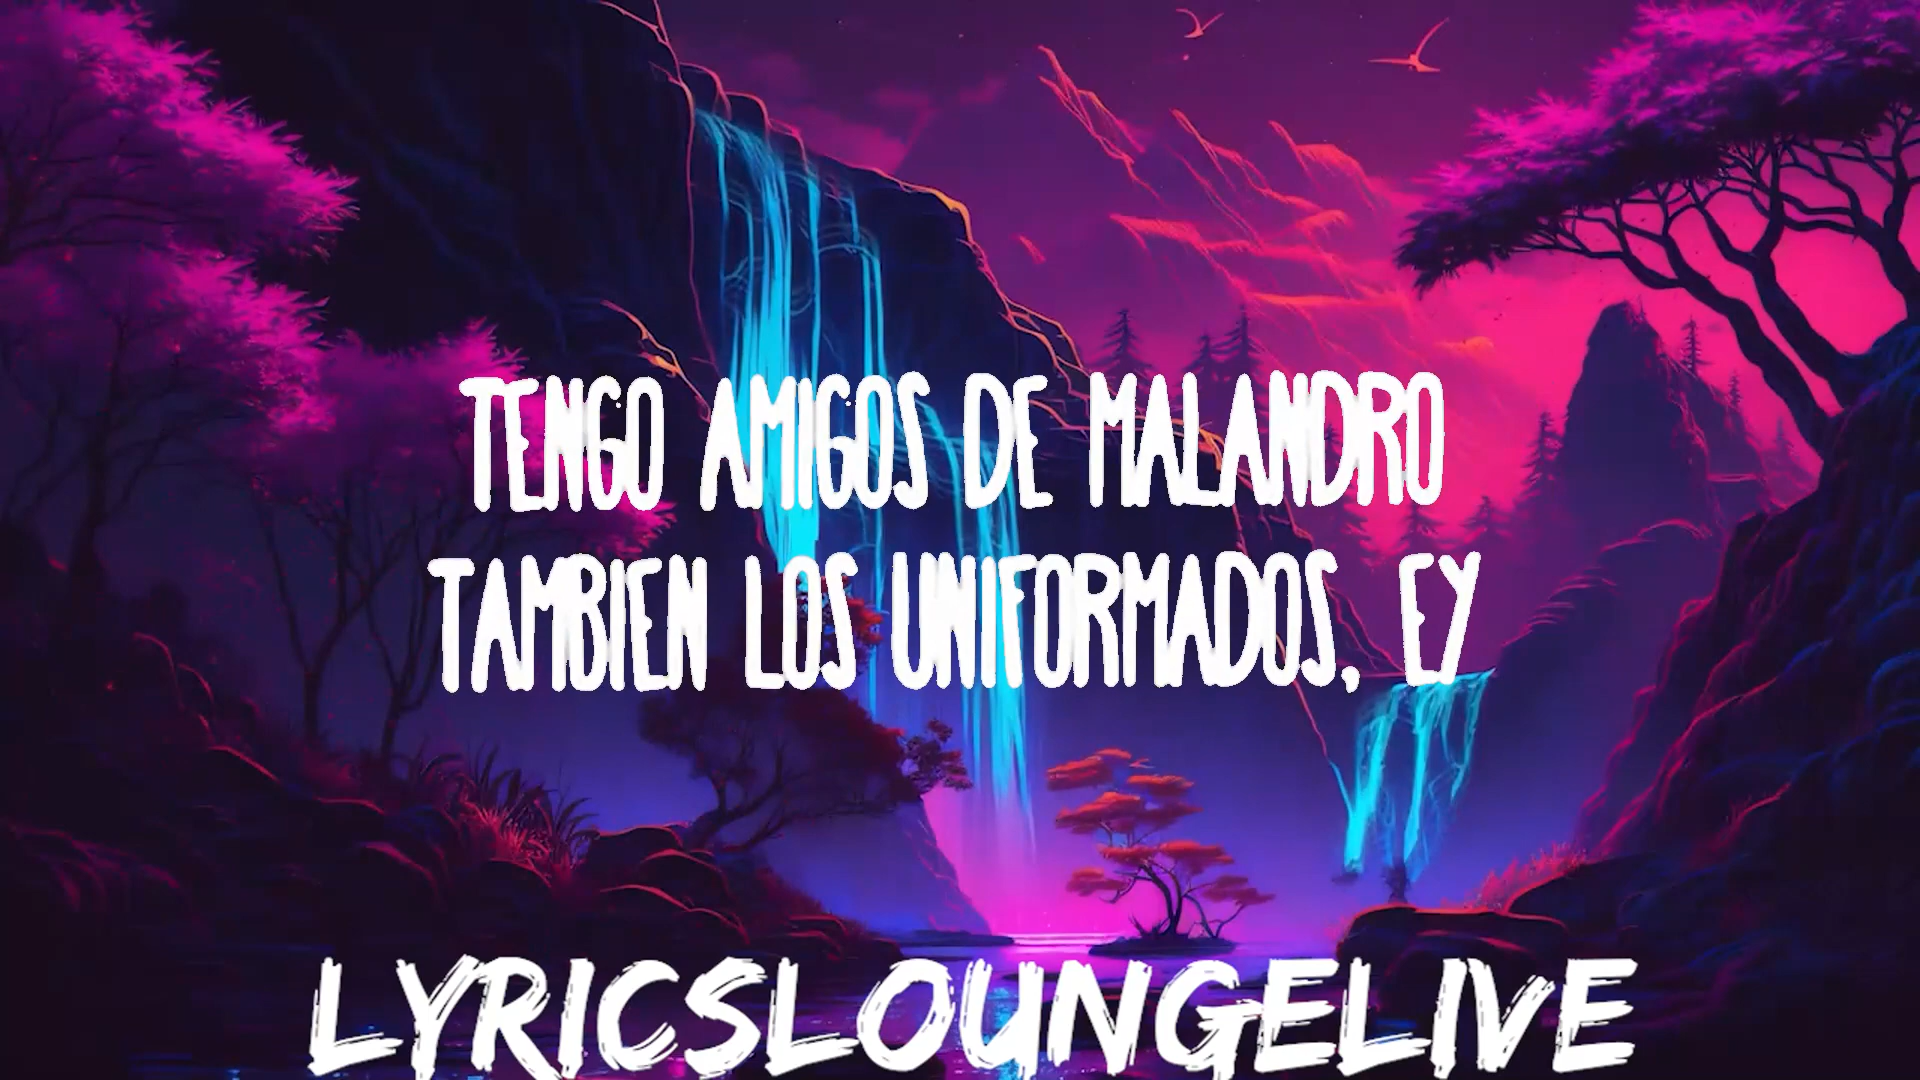 TENGO AMIGOS DE MALANDRO
TAMBIEN LOS UNIFORMADOS, EY
LYRICSLOUNGELIVE